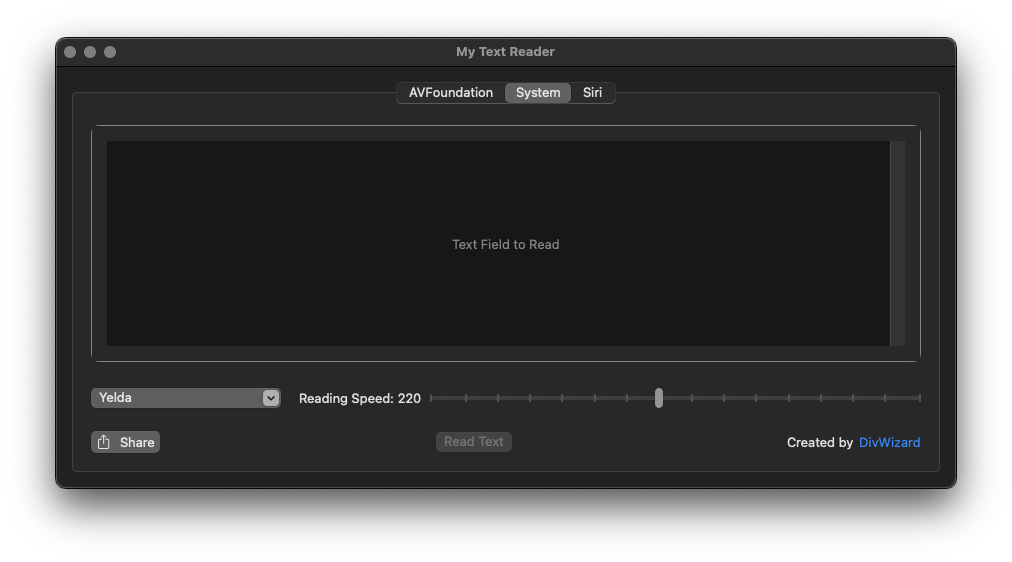 My Text Reader
AVFoundation System Siri
Text Field to Read
Yelda Reading Speed: 220
Share Read Text Created by DivWizard